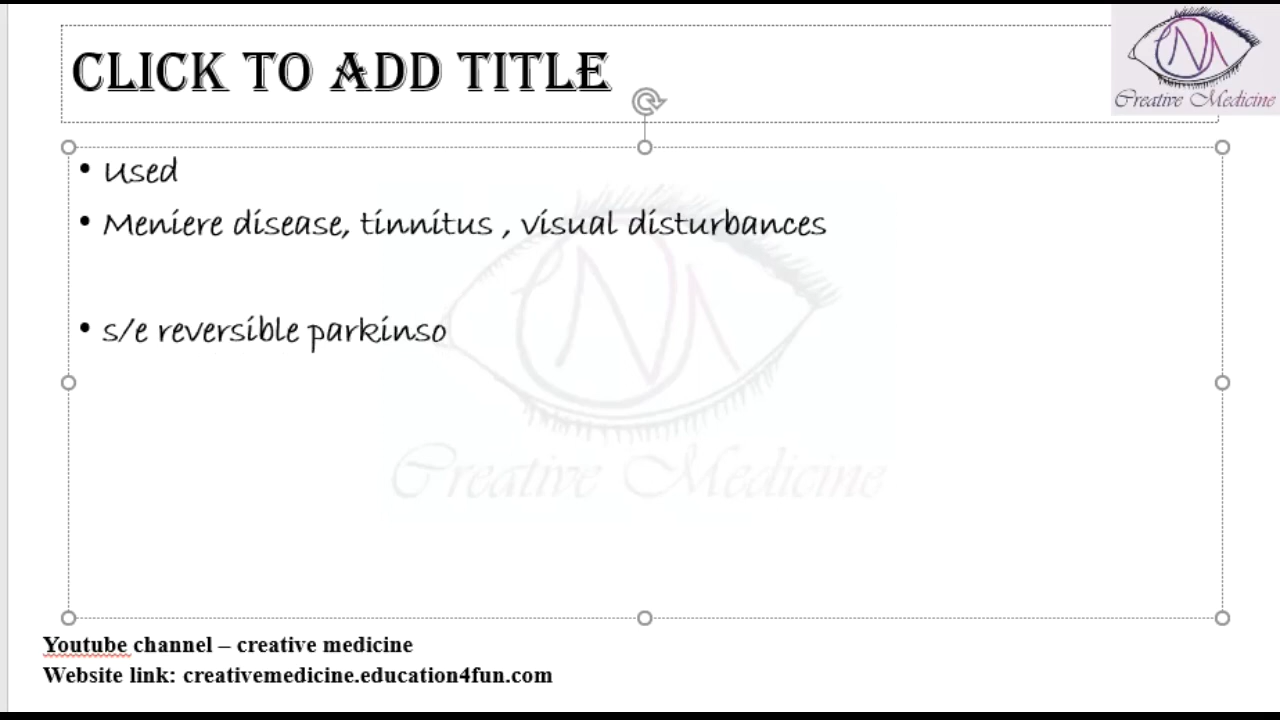 CLICK TO ADD TITLE
Creative Medicine
• Used
• Meniere disease, tinnitus , visual disturbances
• s/e reversible parkinso
Creative Medicine
Youtube channel – creative medicine
Website link: creativemedicine.education4fun.com